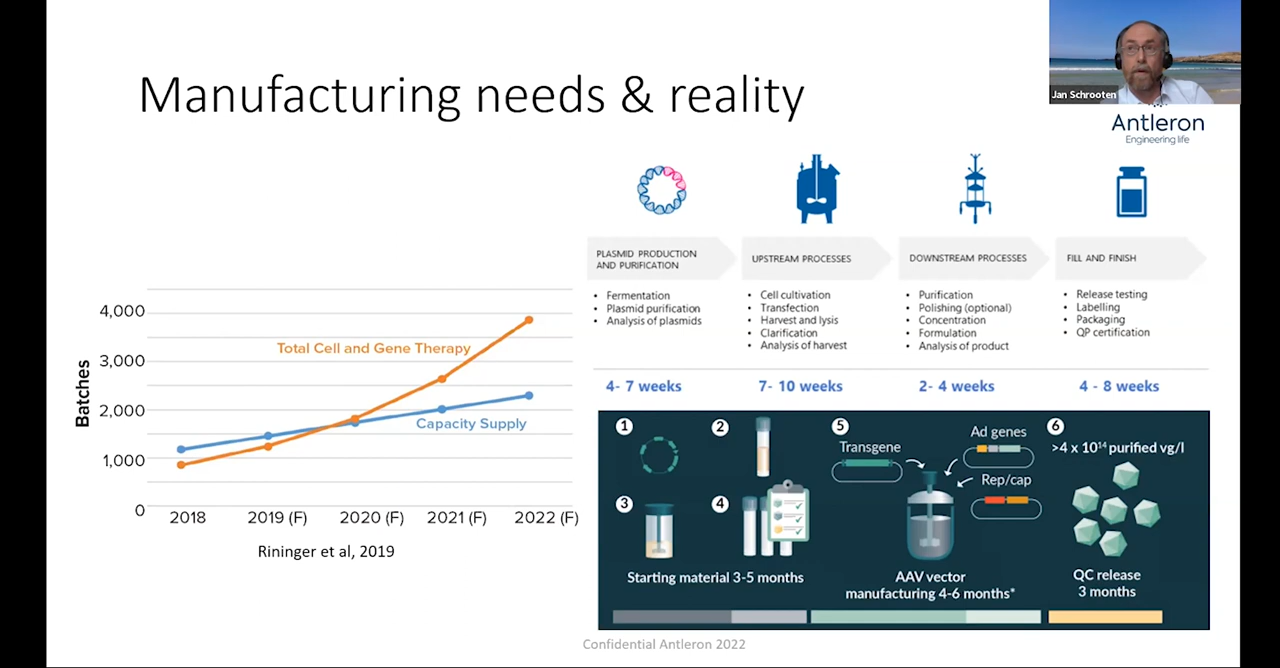 Manufacturing needs & reality
Jan Schrooten
Antleron
Engineering life
4,000
3,000
2,000
1,000
0
Batches
Total Cell and Gene Therapy
Capacity Supply
2018
2019 (F)
2020 (F)
2021 (F)
2022 (F)
Rininger et al, 2019
PLASMID PRODUCTION
AND PURIFICATION
• Fermentation
• Plasmid purification
• Analysis of plasmids
4- 7 weeks
UPSTREAM PROCESSES
• Cell cultivation
• Transfection
• Harvest and lysis
• Clarification
• Analysis of harvest
7- 10 weeks
DOWNSTREAM PROCESSES
• Purification
• Polishing (optional)
• Concentration
• Formulation
• Analysis of product
2- 4 weeks
FILL AND FINISH
• Release testing
• Labelling
• Packaging
• QP certification
4 - 8 weeks
1
2
3
4
Starting material 3-5 months
5
Transgene
Ad genes
Rep/cap
AAV vector
manufacturing 4-6 months*
6
>4 x 10¹⁴ purified vg/l
QC release
3 months
Confidential Antleron 2022